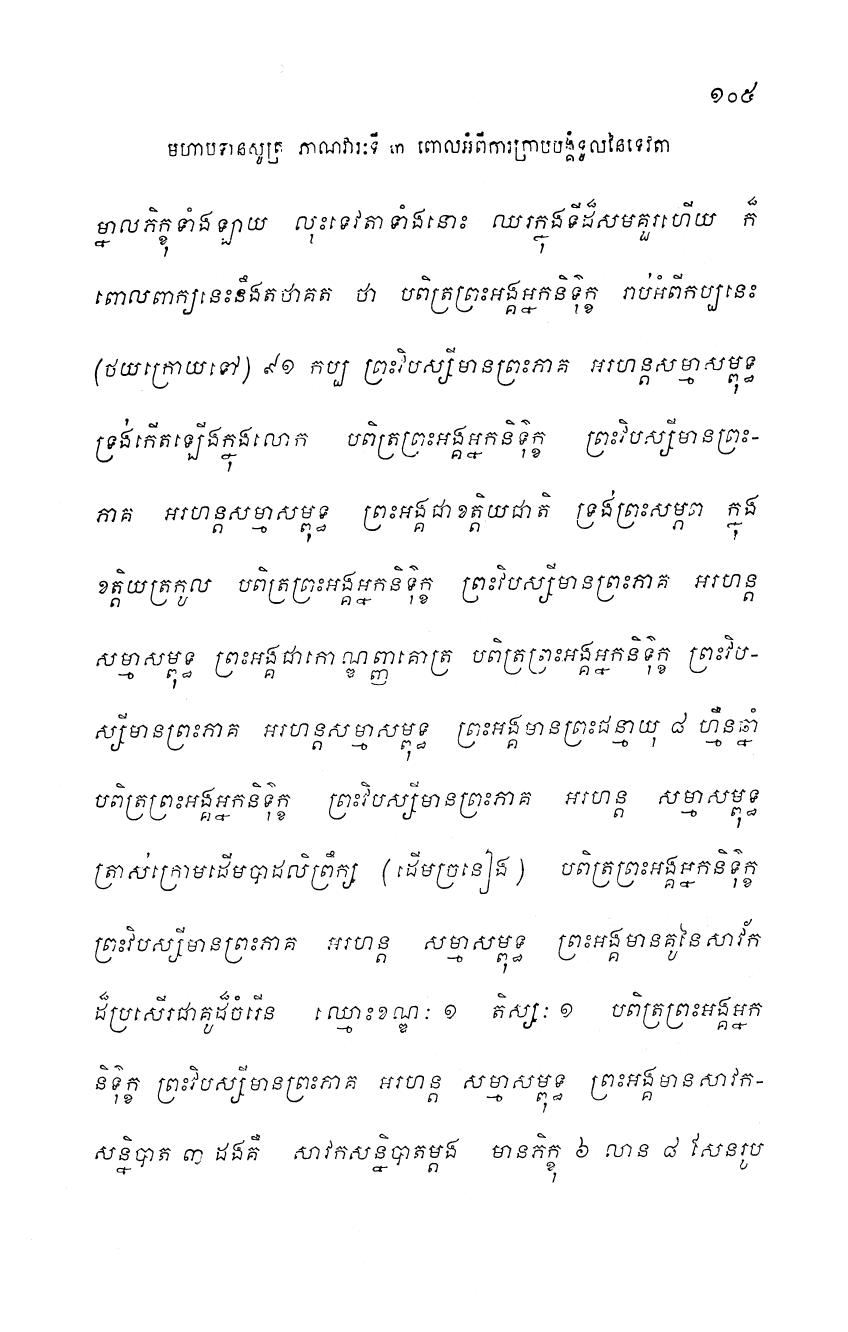 ១០៥
មហាបទានសូត្រ ភាណវារៈទី ៣ ពោលអំពីការក្រាបបង្គំទូលនៃទេវតា
ម្នាលភិក្ខុទាំងឡាយ លុះទេវតាទាំងនោះ ឈរក្នុងទីដ៏សមគួរហើយ ក៏
ពោលពាក្យនេះនឹងតថាគត ថា បពិត្រព្រះអង្គអ្នកនិទ៌ុក្ខ រាប់អំពីកប្បនេះ
(ថយក្រោយទៅ) ៩១ កប្ប ព្រះវិបស្សីមានព្រះភាគ អរហន្តសម្មាសម្ពុទ្ធ
ទ្រង់កើតឡើងក្នុងលោក បពិត្រព្រះអង្គអ្នកនិទ៌ុក្ខ ព្រះវិបស្សីមានព្រះ-
ភាគ អរហន្តសម្មាសម្ពុទ្ធ ព្រះអង្គជាខត្តិយជាតិ ទ្រង់ព្រះសម្ភព ក្នុង
ខត្តិយត្រកូល បពិត្រព្រះអង្គអ្នកនិទ៌ុក្ខ ព្រះវិបស្សីមានព្រះភាគ អរហន្ត
សម្មាសម្ពុទ្ធ ព្រះអង្គជាកោណ្ឌញ្ញគោត្រ បពិត្រព្រះអង្គអ្នកនិទ៌ុក្ខ ព្រះវិប-
ស្សីមានព្រះភាគ អរហន្តសម្មាសម្ពុទ្ធ ព្រះអង្គមានព្រះជន្មាយុ ៨ ហ្មឺនឆ្នាំ
បពិត្រព្រះអង្គអ្នកនិទ៌ុក្ខ ព្រះវិបស្សីមានព្រះភាគ អរហន្ត សម្មាសម្ពុទ្ធ
ត្រាស់ក្រោមដើមបាដលិព្រឹក្ស (ដើមច្រនៀង) បពិត្រព្រះអង្គអ្នកនិទ៌ុក្ខ
ព្រះវិបស្សីមានព្រះភាគ អរហន្ត សម្មាសម្ពុទ្ធ ព្រះអង្គមានគូនៃសាវ័ក
ដ៏ប្រសើរជាគូដ៏ចំរើន ឈ្មោះខណ្ឌៈ ១ តិស្សៈ ១ បពិត្រព្រះអង្គអ្នក
និទ៌ុក្ខ ព្រះវិបស្សីមានព្រះភាគ អរហន្ត សម្មាសម្ពុទ្ធ ព្រះអង្គមានសាវក-
សន្និបាត ៣ ដងគឺ សាវកសន្និបាតម្តង មានភិក្ខុ ៦ លាន ៨ សែនរូប